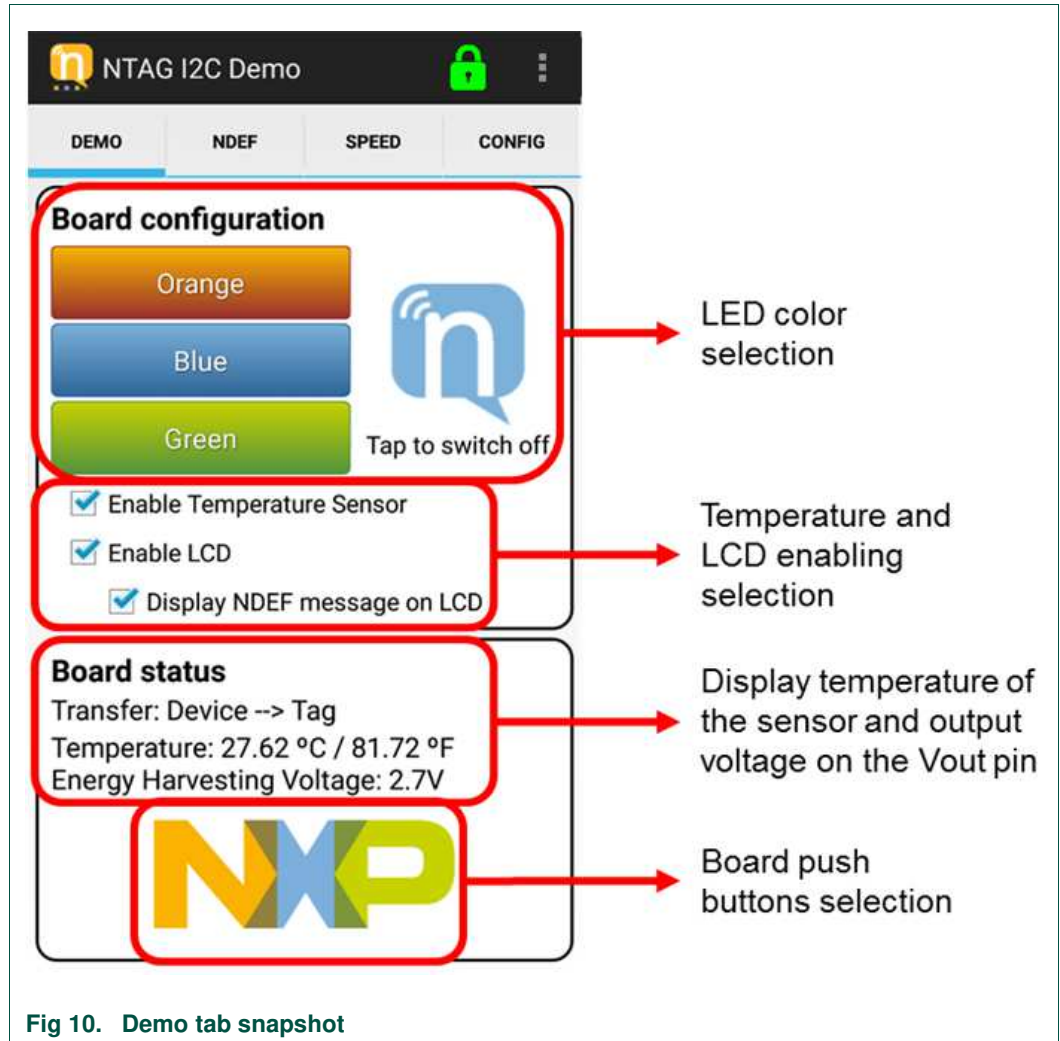 NTAG I2C Demo
DEMO NDEF SPEED CONFIG
Board configuration
Orange
Blue
Green
n
Tap to switch off
LED color
selection
Enable Temperature Sensor
Enable LCD
Display NDEF message on LCD
Temperature and
LCD enabling
selection
Board status
Transfer: Device --> Tag
Temperature: 27.62 ºC / 81.72 ºF
Energy Harvesting Voltage: 2.7V
Display temperature of
the sensor and output
voltage on the Vout pin
NXP
Board push
buttons selection
Fig 10. Demo tab snapshot